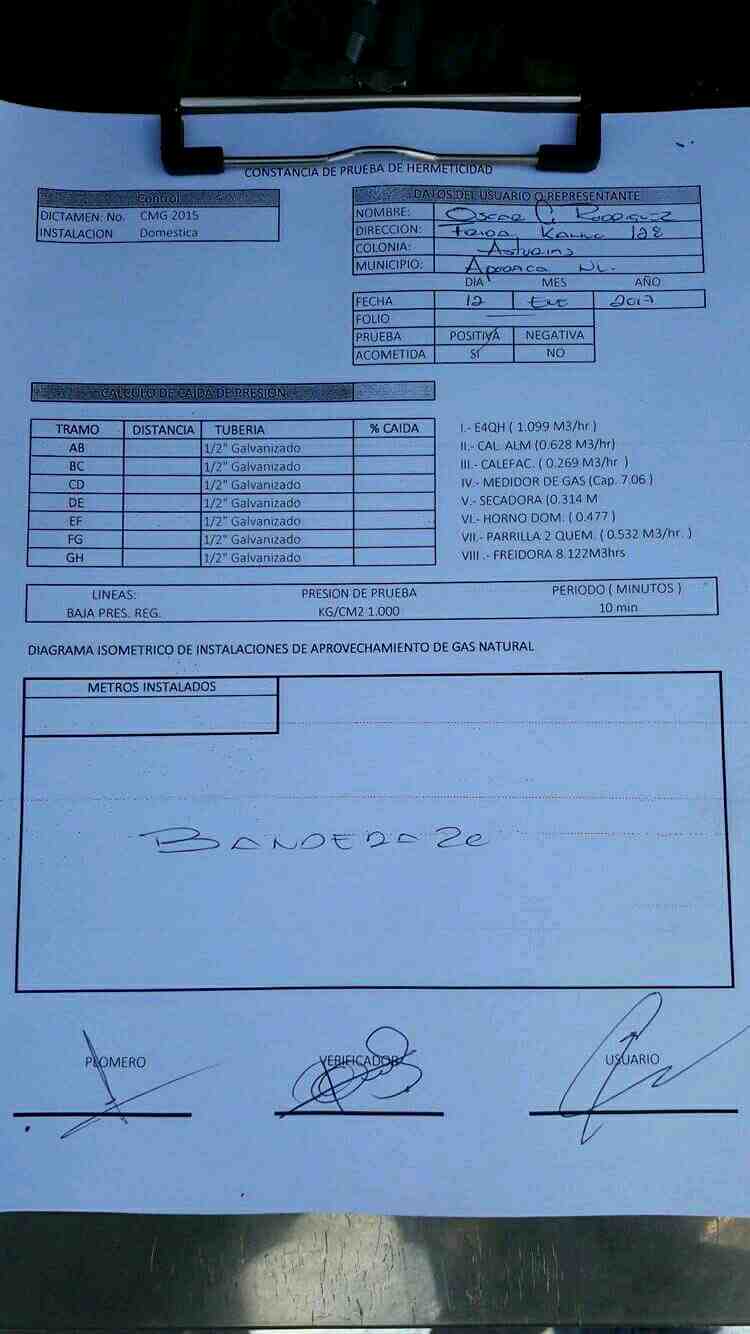 CONSTANCIA DE PRUEBA DE HERMETICIDAD
Control
DICTAMEN: No. CMG 2015
INSTALACION Domestica
DATOS DEL USUARIO O REPRESENTANTE
NOMBRE: Oscar C. Rodriguez
DIRECCION: Frida Kahlo 128
COLONIA: Asturias
MUNICIPIO: Apodaca NL.
DIA MES AÑO
FECHA 12 Ene 2017
FOLIO
PRUEBA POSITIVA NEGATIVA
ACOMETIDA SI NO
CALCULO DE CAIDA DE PRESION
TRAMO DISTANCIA TUBERIA % CAIDA
AB 1/2" Galvanizado
BC 1/2" Galvanizado
CD 1/2" Galvanizado
DE 1/2" Galvanizado
EF 1/2" Galvanizado
FG 1/2" Galvanizado
GH 1/2" Galvanizado
I.- E4QH ( 1.099 M3/hr )
II.- CAL. ALM (0.628 M3/hr)
III.- CALEFAC. ( 0.269 M3/hr )
IV.- MEDIDOR DE GAS (Cap. 7.06 )
V.- SECADORA (0.314 M
VI.- HORNO DOM. ( 0.477 )
VII.- PARRILLA 2 QUEM. ( 0.532 M3/hr. )
VIII .- FREIDORA 8.122M3hrs
LINEAS: PRESION DE PRUEBA PERIODO ( MINUTOS )
BAJA PRES. REG. KG/CM2 1.000 10 min
DIAGRAMA ISOMETRICO DE INSTALACIONES DE APROVECHAMIENTO DE GAS NATURAL
METROS INSTALADOS
PLOMERO VERIFICADOR USUARIO